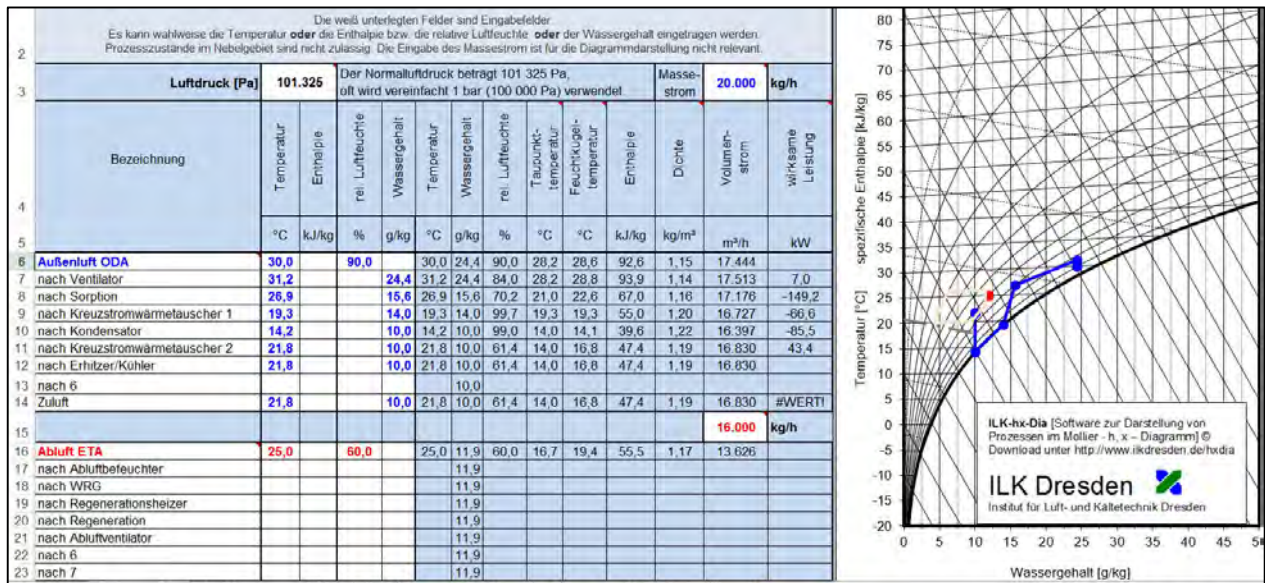 Die weiß unterlegten Felder sind Eingabefelder
Es kann wahlweise die Temperatur oder die Enthalpie bzw. die relative Luftfeuchte oder der Wassergehalt eingetragen werden.
Prozesszustände im Nebelgebiet sind nicht zulässig. Die Eingabe des Massestrom ist für die Diagrammdarstellung nicht relevant.
2
3 Luftdruck [Pa] 101.325 Der Normalluftdruck beträgt 101 325 Pa, oft wird vereinfacht 1 bar (100 000 Pa) verwendet Masse-strom 20.000 kg/h
4 Bezeichnung Temperatur Enthalpie rel. Luftfeuchte Wassergehalt Temperatur Wassergehalt rel. Luftfeuchte Taupunkt-temperatur Feuchtkugel-temperatur Enthalpie Dichte Volumen-strom wirksame Leistung
5 °C kJ/kg % g/kg °C g/kg % °C °C kJ/kg kg/m³ m³/h kW
6 Außenluft ODA 30,0 90,0 30,0 24,4 90,0 28,2 28,6 92,6 1,15 17.444
7 nach Ventilator 31,2 24,4 31,2 24,4 84,0 28,2 28,8 93,9 1,14 17.513 7,0
8 nach Sorption 26,9 15,6 26,9 15,6 70,2 21,0 22,6 67,0 1,16 17.176 -149,2
9 nach Kreuzstromwärmetauscher 1 19,3 14,0 19,3 14,0 99,7 19,3 19,3 55,0 1,20 16.727 -66,6
10 nach Kondensator 14,2 10,0 14,2 10,0 99,0 14,0 14,1 39,6 1,22 16.397 -85,5
11 nach Kreuzstromwärmetauscher 2 21,8 10,0 21,8 10,0 61,4 14,0 16,8 47,4 1,19 16.830 43,4
12 nach Erhitzer/Kühler 21,8 10,0 21,8 10,0 61,4 14,0 16,8 47,4 1,19 16.830
13 nach 6 10,0
14 Zuluft 21,8 10,0 21,8 10,0 61,4 14,0 16,8 47,4 1,19 16.830 #WERT!
15 16.000 kg/h
16 Abluft ETA 25,0 60,0 25,0 11,9 60,0 16,7 19,4 55,5 1,17 13.626
17 nach Abluftbefeuchter 11,9
18 nach WRG 11,9
19 nach Regenerationsheizer 11,9
20 nach Regeneration 11,9
21 nach Abluftventilator 11,9
22 nach 6 11,9
23 nach 7 11,9
Temperatur [°C] spezifische Enthalpie [kJ/kg]
80
75
70
65
60
55
50
45
40
35
30
25
20
15
10
5
0
-5
-10
-15
-20
0 5 10 15 20 25 30 35 40 45 5
Wassergehalt [g/kg]
ILK-hx-Dia [Software zur Darstellung von
Prozessen im Mollier - h, x – Diagramm] ©
Download unter http://www.ilkdresden.de/hxdia
ILK Dresden
Institut für Luft- und Kältetechnik Dresden